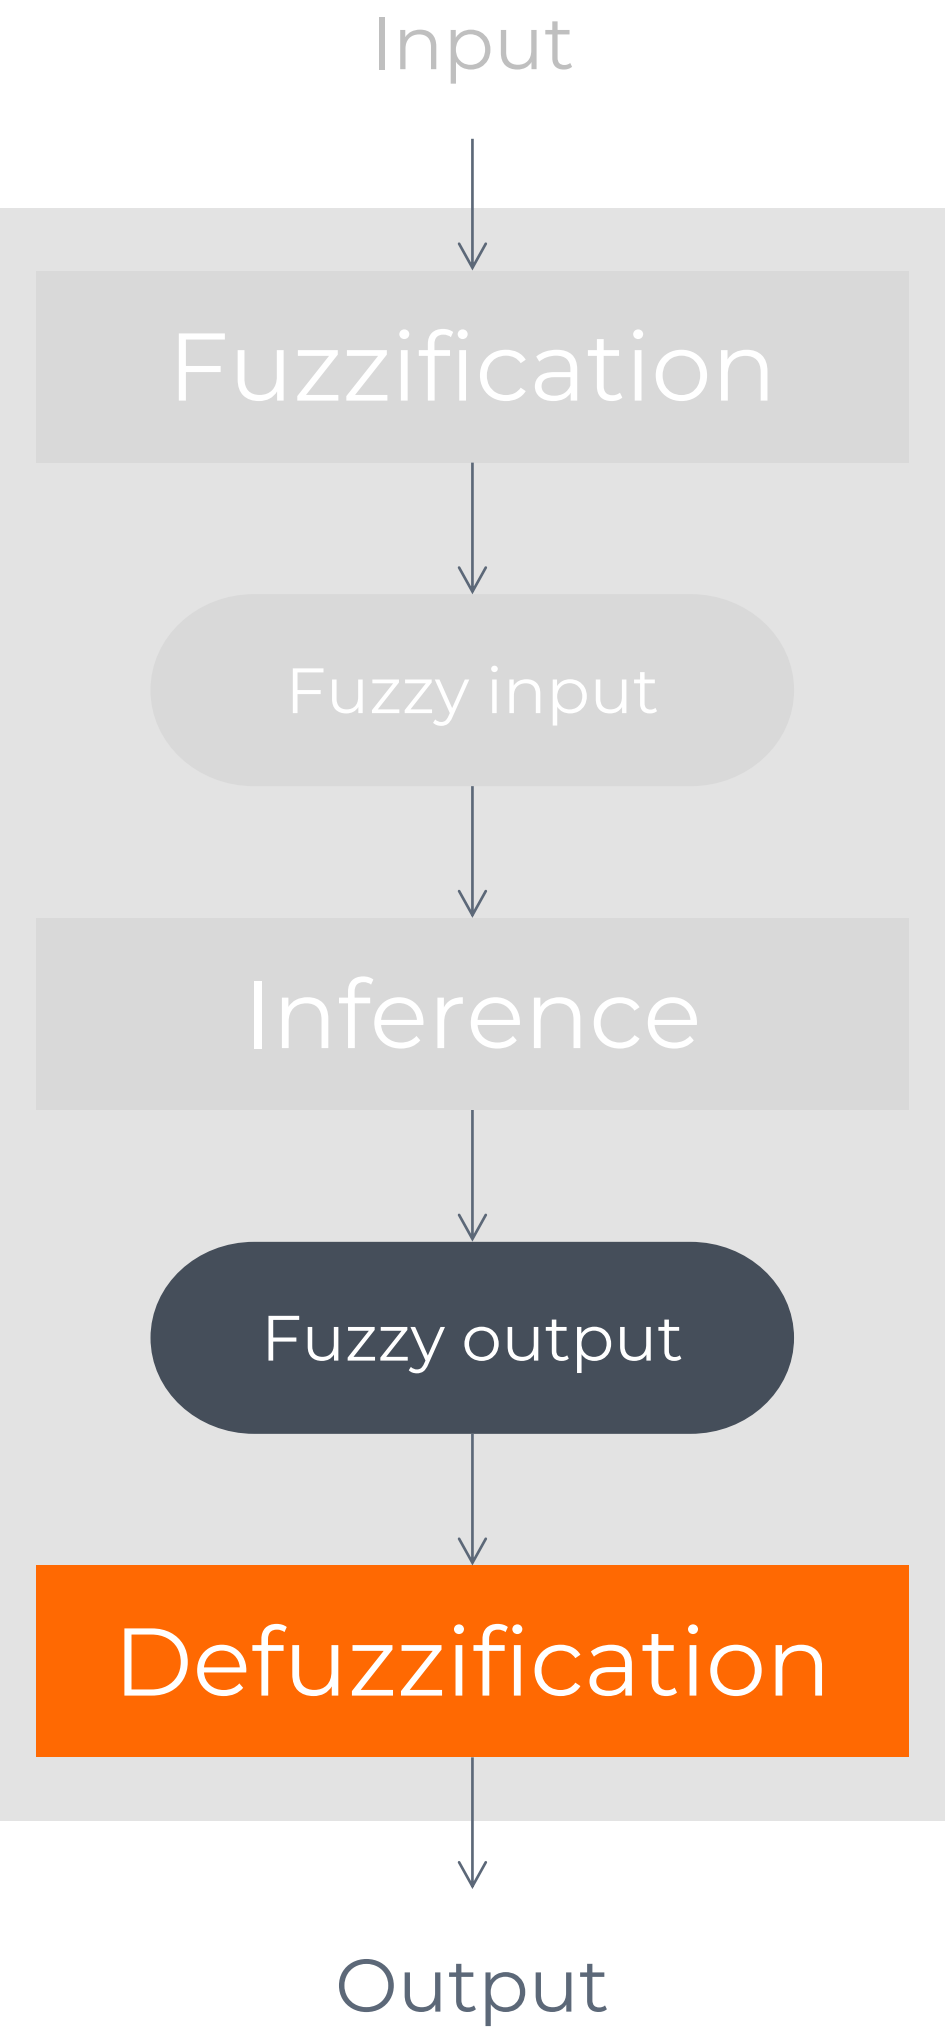 Input
Fuzzification
Fuzzy input
Inference
Fuzzy output
Defuzzification
Output